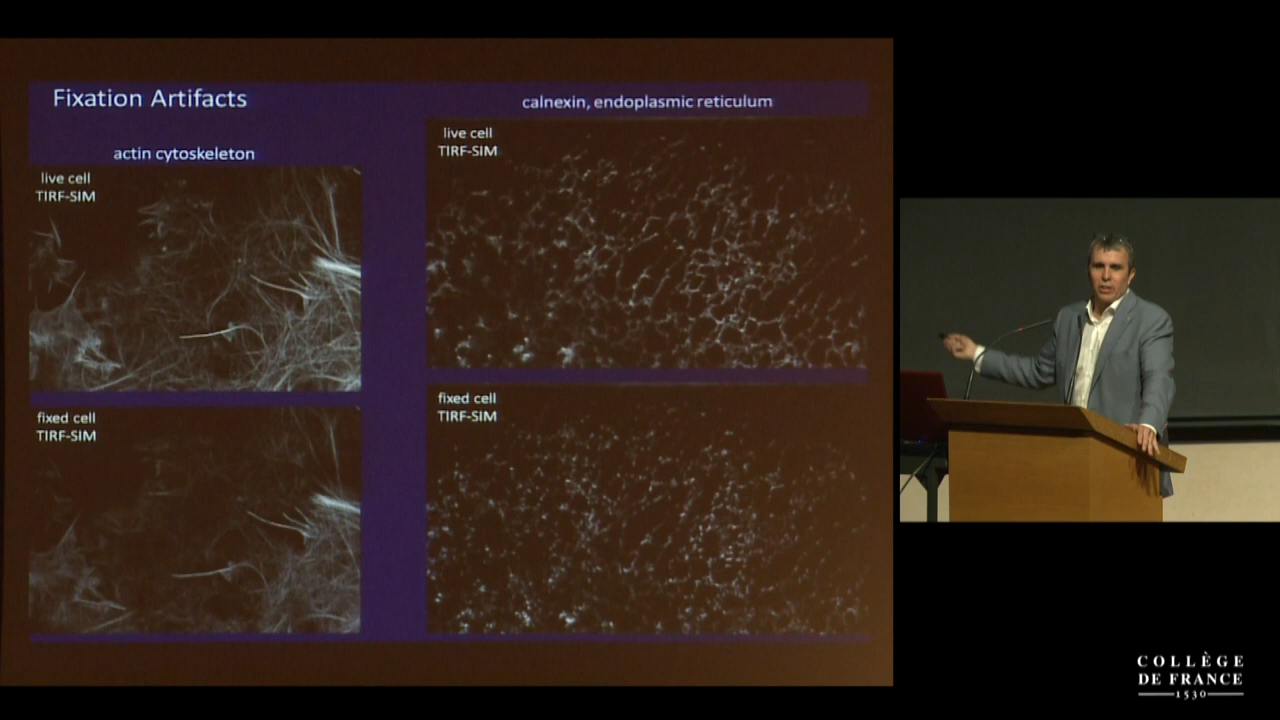 Fixation Artifacts
actin cytoskeleton
live cell
TIRF-SIM
fixed cell
TIRF-SIM
calnexin, endoplasmic reticulum
live cell
TIRF-SIM
fixed cell
TIRF-SIM
COLLÈGE
DE FRANCE
1530